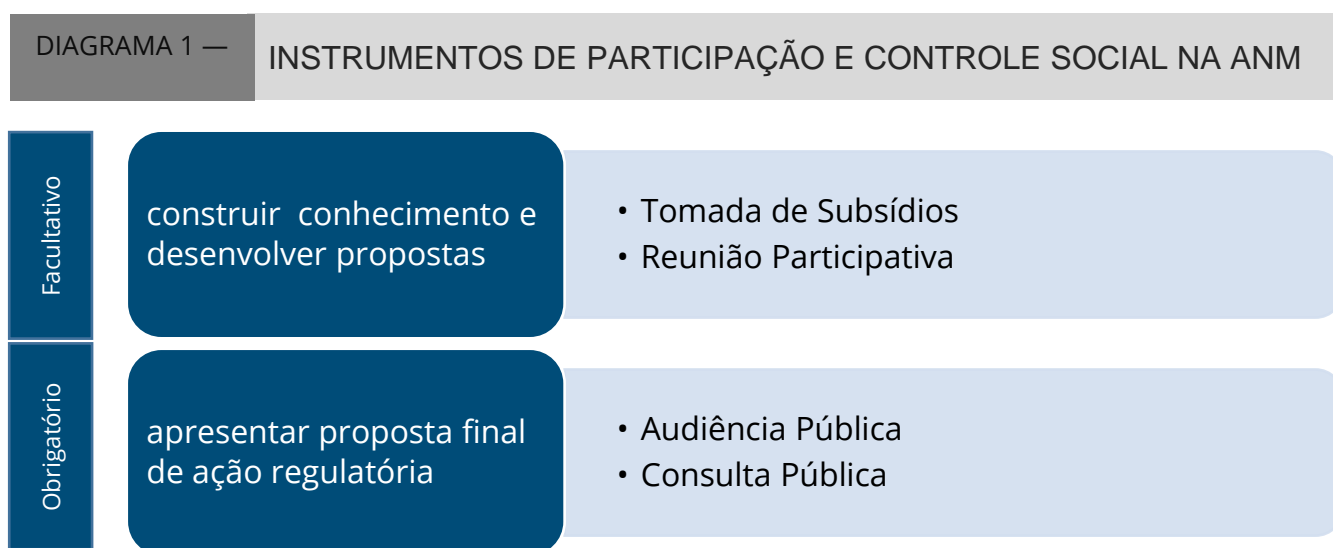 DIAGRAMA 1 —
INSTRUMENTOS DE PARTICIPAÇÃO E CONTROLE SOCIAL NA ANM
Facultativo
construir conhecimento e
desenvolver propostas
• Tomada de Subsídios
• Reunião Participativa
Obrigatório
apresentar proposta final
de ação regulatória
• Audiência Pública
• Consulta Pública